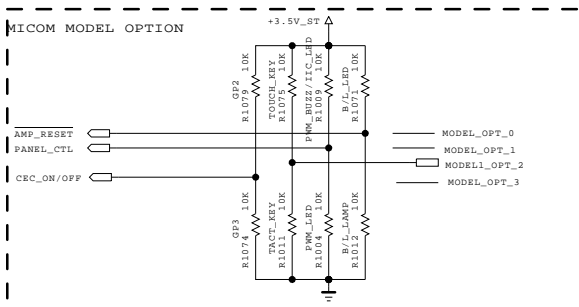 MICOM MODEL OPTION
+3.5V_ST
GP2
R1079 10K
TOUCH_KEY
R1075 10K
PWM_BUZZ/IIC_LED
R1009 10K
B/L_LED
R1071 10K
AMP_RESET
MODEL_OPT_0
PANEL_CTL
MODEL_OPT_1
MODEL1_OPT_2
CEC_ON/OFF
MODEL_OPT_3
GP3
R1074 10K
TACT_KEY
R1011 10K
PWM_LED
R1004 10K
B/L_LAMP
R1012 10K